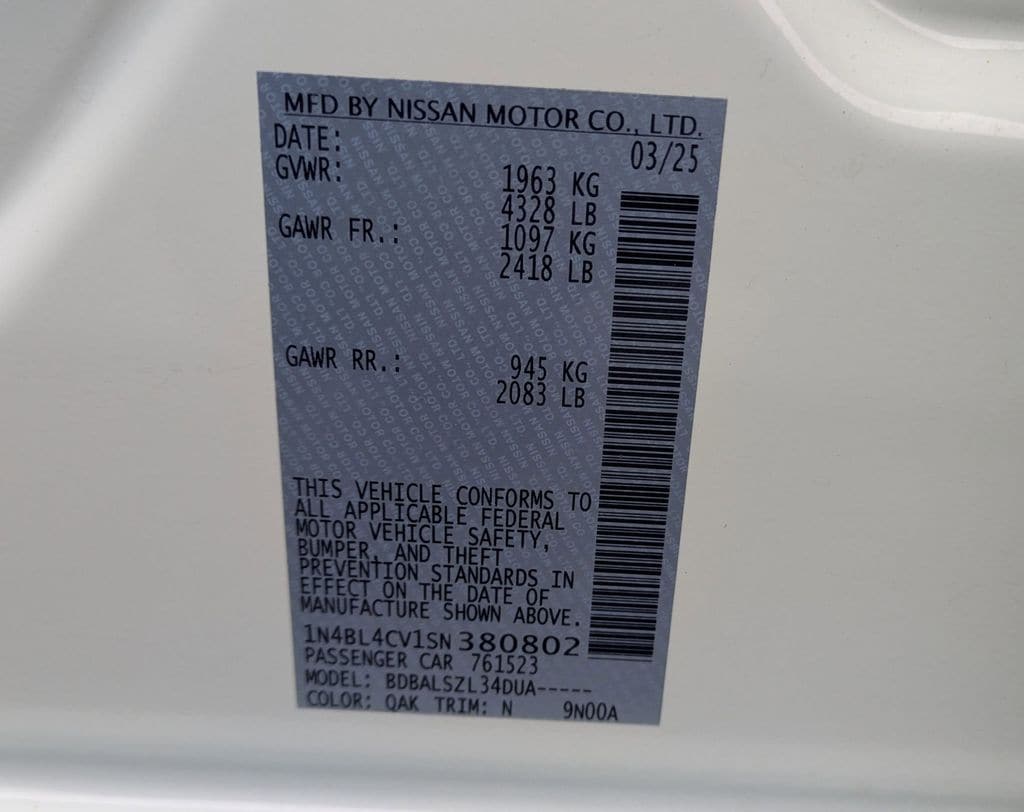 MFD BY NISSAN MOTOR CO., LTD.
DATE: 03/25
GVWR: 1963 KG
4328 LB
GAWR FR.: 1097 KG
2418 LB
GAWR RR.: 945 KG
2083 LB
THIS VEHICLE CONFORMS TO
ALL APPLICABLE FEDERAL
MOTOR VEHICLE SAFETY,
BUMPER, AND THEFT
PREVENTION STANDARDS IN
EFFECT ON THE DATE OF
MANUFACTURE SHOWN ABOVE.
1N4BL4CV1SN380802
PASSENGER CAR 761523
MODEL: BDBALSZL34DUA-----
COLOR: QAK TRIM: N 9N00A